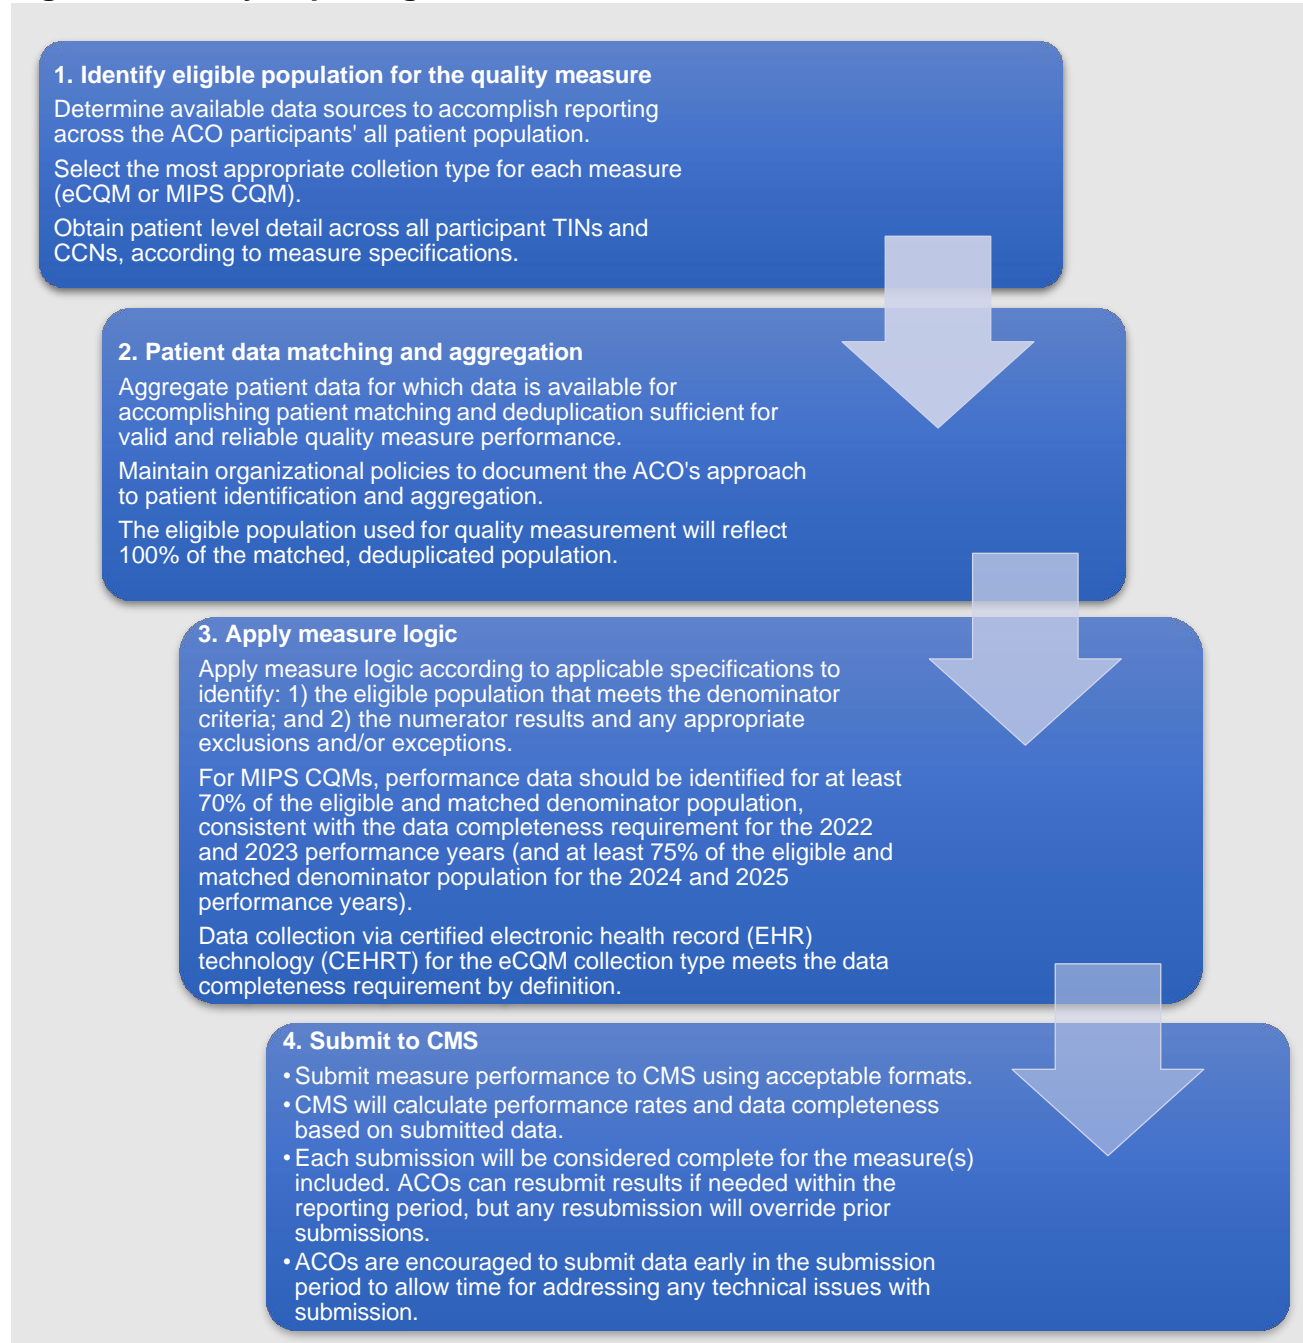 1. Identify eligible population for the quality measure
Determine available data sources to accomplish reporting
across the ACO participants' all patient population.
Select the most appropriate colletion type for each measure
(eCQM or MIPS CQM).
Obtain patient level detail across all participant TINs and
CCNs, according to measure specifications.
2. Patient data matching and aggregation
Aggregate patient data for which data is available for
accomplishing patient matching and deduplication sufficient for
valid and reliable quality measure performance.
Maintain organizational policies to document the ACO's approach
to patient identification and aggregation.
The eligible population used for quality measurement will reflect
100% of the matched, deduplicated population.
3. Apply measure logic
Apply measure logic according to applicable specifications to
identify: 1) the eligible population that meets the denominator
criteria; and 2) the numerator results and any appropriate
exclusions and/or exceptions.
For MIPS CQMs, performance data should be identified for at least
70% of the eligible and matched denominator population,
consistent with the data completeness requirement for the 2022
and 2023 performance years (and at least 75% of the eligible and
matched denominator population for the 2024 and 2025
performance years).
Data collection via certified electronic health record (EHR)
technology (CEHRT) for the eCQM collection type meets the data
completeness requirement by definition.
4. Submit to CMS
• Submit measure performance to CMS using acceptable formats.
• CMS will calculate performance rates and data completeness
based on submitted data.
• Each submission will be considered complete for the measure(s)
included. ACOs can resubmit results if needed within the
reporting period, but any resubmission will override prior
submissions.
• ACOs are encouraged to submit data early in the submission
period to allow time for addressing any technical issues with
submission.